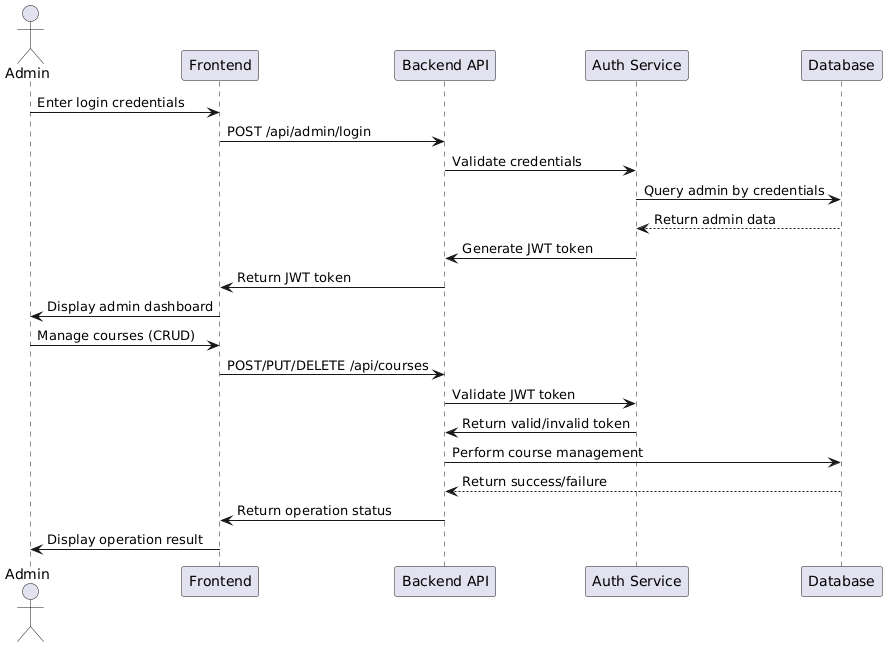 Admin
Frontend
Backend API
Auth Service
Database
Enter login credentials
POST /api/admin/login
Validate credentials
Query admin by credentials
Return admin data
Generate JWT token
Return JWT token
Display admin dashboard
Manage courses (CRUD)
POST/PUT/DELETE /api/courses
Validate JWT token
Return valid/invalid token
Perform course management
Return success/failure
Return operation status
Display operation result
Admin
Frontend
Backend API
Auth Service
Database